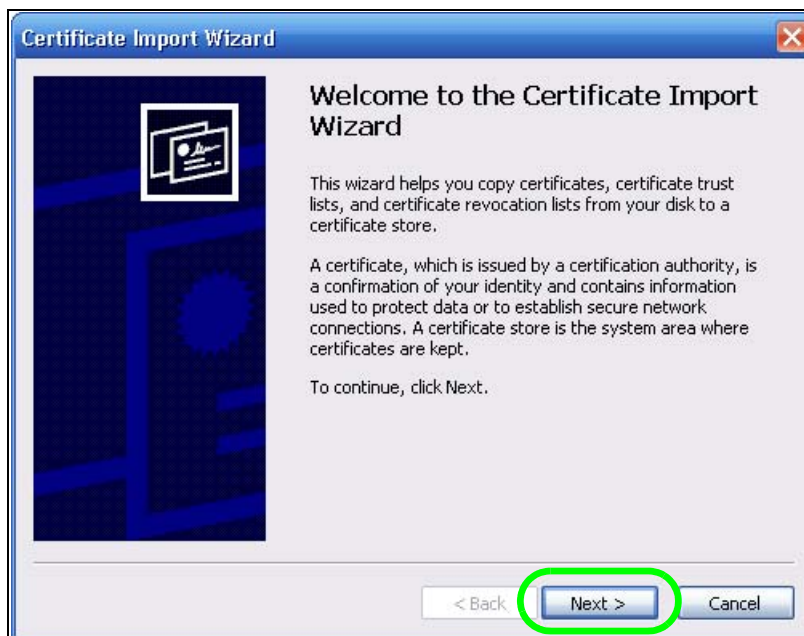 Certificate Import Wizard
Welcome to the Certificate Import
Wizard
This wizard helps you copy certificates, certificate trust
lists, and certificate revocation lists from your disk to a
certificate store.
A certificate, which is issued by a certification authority, is
a confirmation of your identity and contains information
used to protect data or to establish secure network
connections. A certificate store is the system area where
certificates are kept.
To continue, click Next.
< Back Next > Cancel